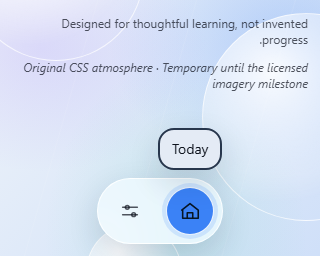 Designed for thoughtful learning, not invented
.progress
Original CSS atmosphere · Temporary until the licensed
imagery milestone
Today